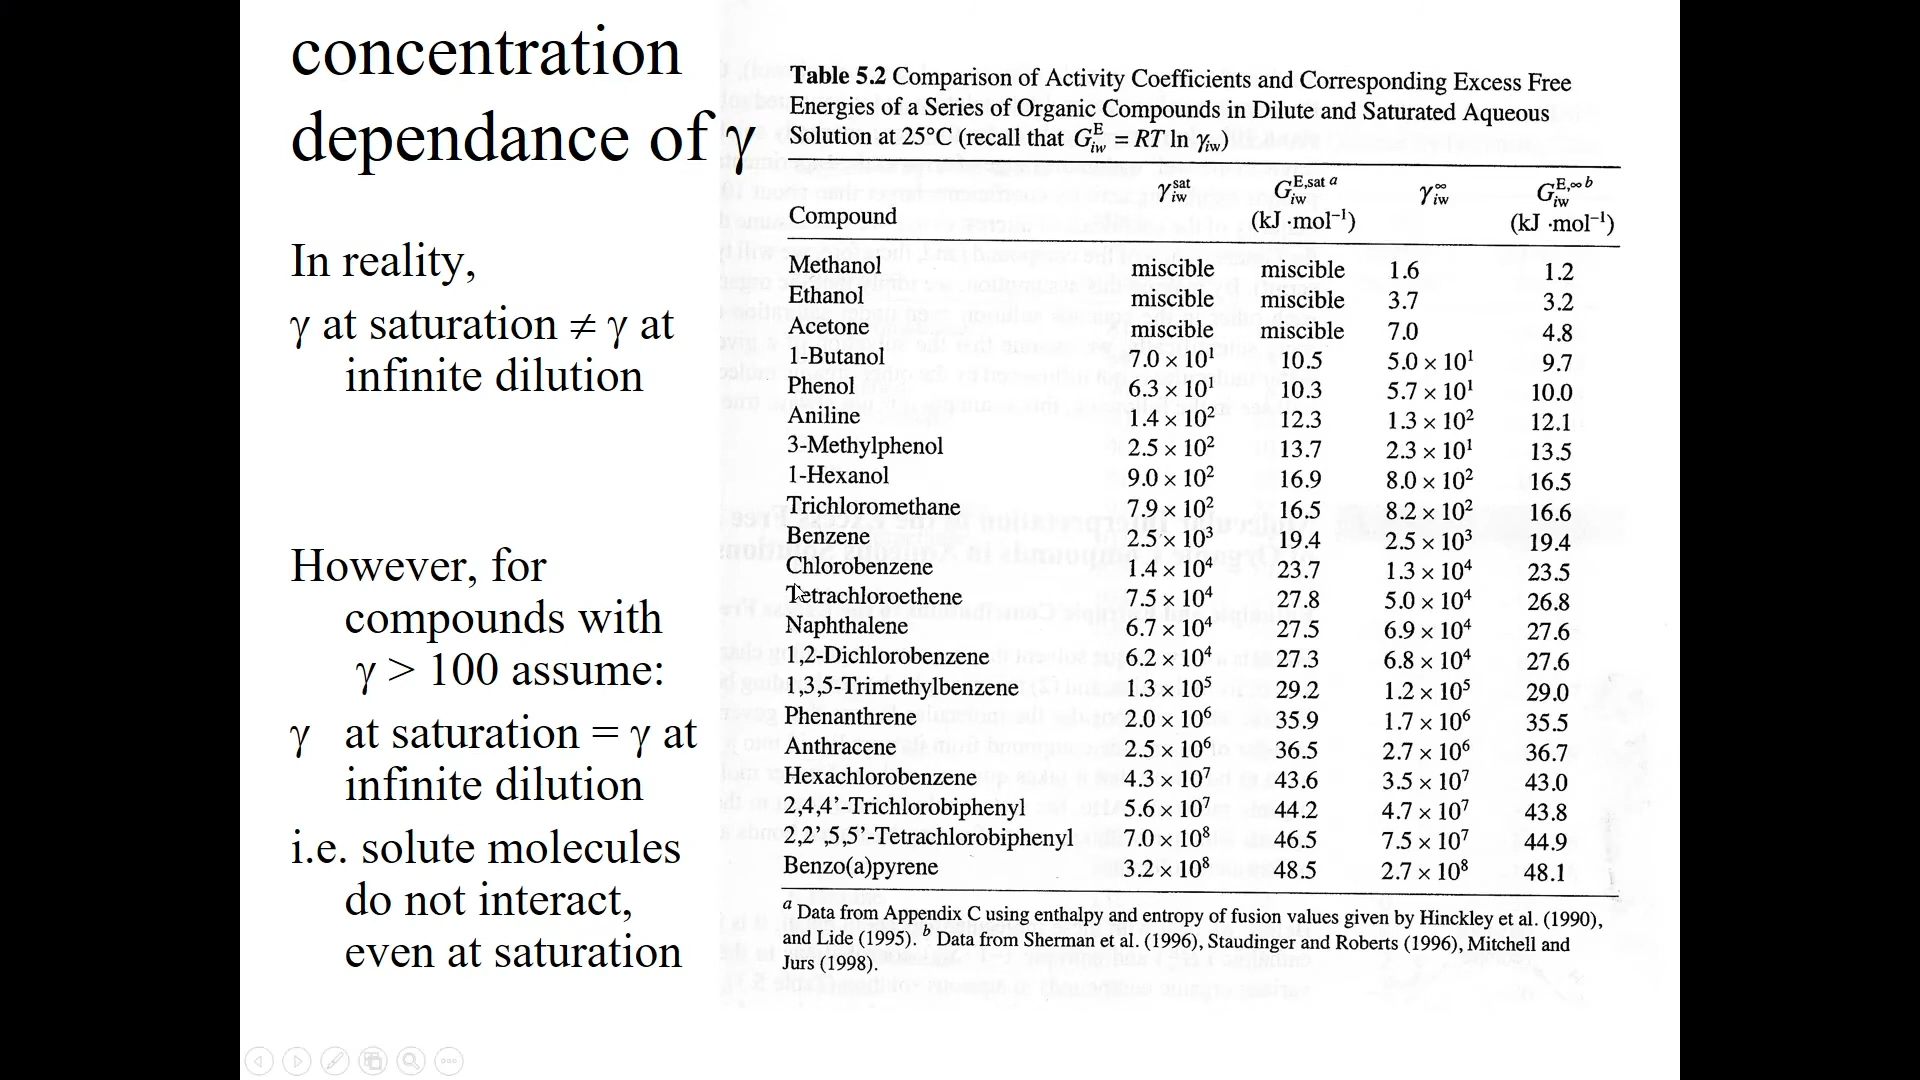 concentration
dependance of γ
In reality,
γ at saturation ≠ γ at
infinite dilution
However, for
compounds with
γ > 100 assume:
γ at saturation = γ at
infinite dilution
i.e. solute molecules
do not interact,
even at saturation
Table 5.2 Comparison of Activity Coefficients and Corresponding Excess Free
Energies of a Series of Organic Compounds in Dilute and Saturated Aqueous
Solution at 25°C (recall that G^E_iw = RT ln γ_iw)
Compound γ^sat_iw G^E,sat a_iw (kJ·mol⁻¹) γ^∞_iw G^E,∞ b_iw (kJ·mol⁻¹)
Methanol miscible miscible 1.6 1.2
Ethanol miscible miscible 3.7 3.2
Acetone miscible miscible 7.0 4.8
1-Butanol 7.0 × 10¹ 10.5 5.0 × 10¹ 9.7
Phenol 6.3 × 10¹ 10.3 5.7 × 10¹ 10.0
Aniline 1.4 × 10² 12.3 1.3 × 10² 12.1
3-Methylphenol 2.5 × 10² 13.7 2.3 × 10¹ 13.5
1-Hexanol 9.0 × 10² 16.9 8.0 × 10² 16.5
Trichloromethane 7.9 × 10² 16.5 8.2 × 10² 16.6
Benzene 2.5 × 10³ 19.4 2.5 × 10³ 19.4
Chlorobenzene 1.4 × 10⁴ 23.7 1.3 × 10⁴ 23.5
Tetrachloroethene 7.5 × 10⁴ 27.8 5.0 × 10⁴ 26.8
Naphthalene 6.7 × 10⁴ 27.5 6.9 × 10⁴ 27.6
1,2-Dichlorobenzene 6.2 × 10⁴ 27.3 6.8 × 10⁴ 27.6
1,3,5-Trimethylbenzene 1.3 × 10⁵ 29.2 1.2 × 10⁵ 29.0
Phenanthrene 2.0 × 10⁶ 35.9 1.7 × 10⁶ 35.5
Anthracene 2.5 × 10⁶ 36.5 2.7 × 10⁶ 36.7
Hexachlorobenzene 4.3 × 10⁷ 43.6 3.5 × 10⁷ 43.0
2,4,4’-Trichlorobiphenyl 5.6 × 10⁷ 44.2 4.7 × 10⁷ 43.8
2,2’,5,5’-Tetrachlorobiphenyl 7.0 × 10⁸ 46.5 7.5 × 10⁷ 44.9
Benzo(a)pyrene 3.2 × 10⁸ 48.5 2.7 × 10⁸ 48.1
a Data from Appendix C using enthalpy and entropy of fusion values given by Hinckley et al. (1990),
and Lide (1995). b Data from Sherman et al. (1996), Staudinger and Roberts (1996), Mitchell and
Jurs (1998).